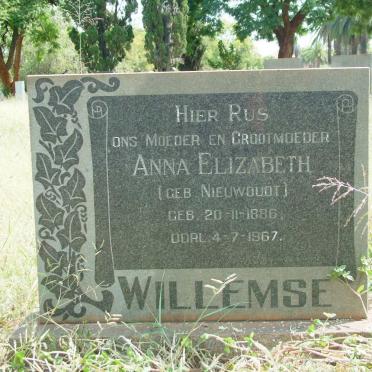 HIER RUS
ONS MOEDER EN GROOTMOEDER
ANNA ELIZABETH
(GEB. NIEUWOUDT)
GEB. 20-11-1886.
OORL. 4-7-1967.
WILLEMSE